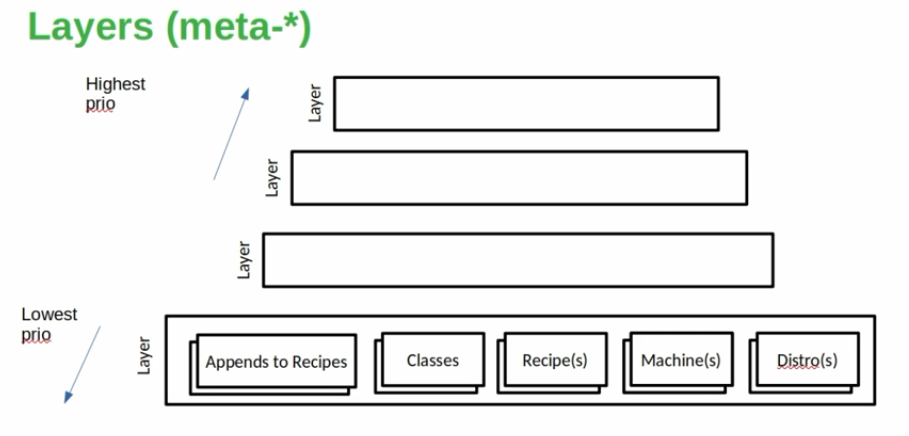 Layers (meta-*)
Highest
prio
Layer
Layer
Layer
Lowest
prio
Layer
Appends to Recipes
Classes
Recipe(s)
Machine(s)
Distro(s)